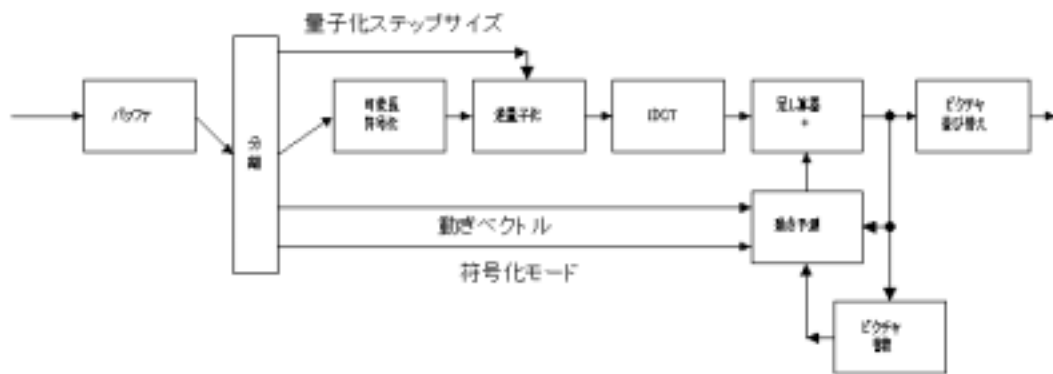 量子化ステップサイズ
バッファ
分離
可変長
符号化
逆量子化
IDCT
足し算器
+
ピクチャ
並び替え
動きベクトル
動き予測
符号化モード
ピクチャ